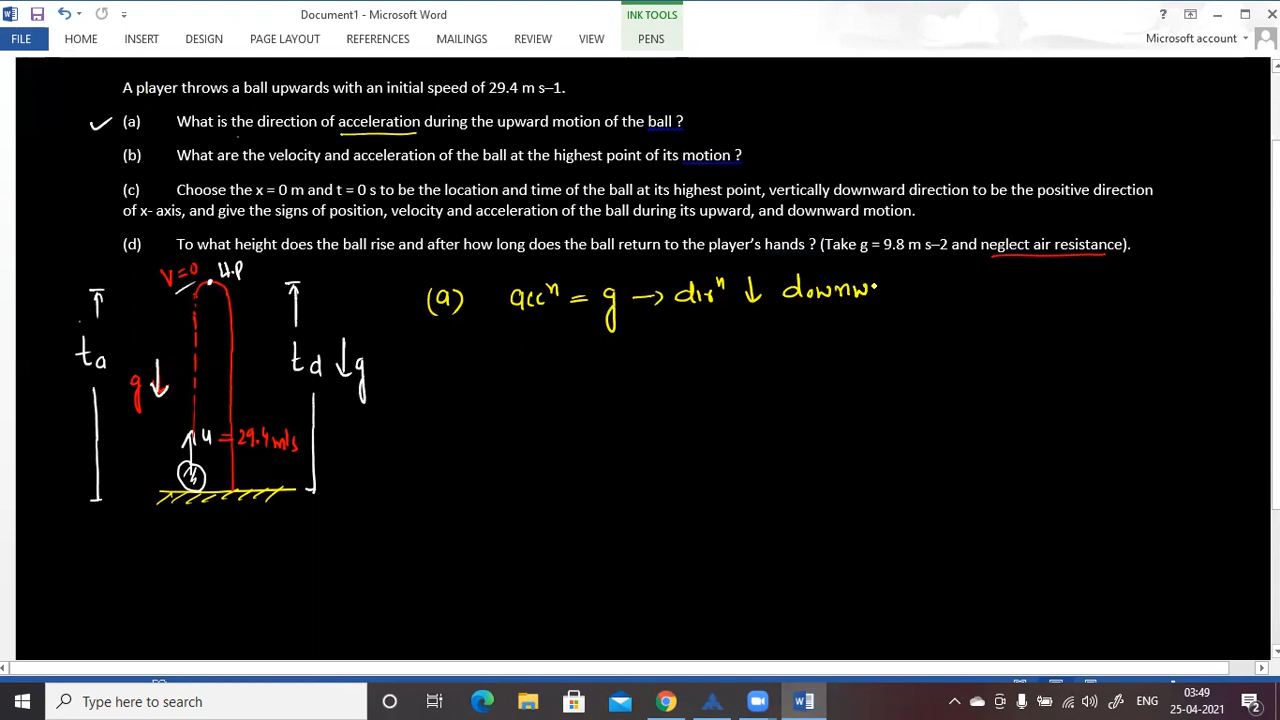 Document1 - Microsoft Word
INK TOOLS
FILE HOME INSERT DESIGN PAGE LAYOUT REFERENCES MAILINGS REVIEW VIEW PENS
Microsoft account
A player throws a ball upwards with an initial speed of 29.4 m s–1.
(a) What is the direction of acceleration during the upward motion of the ball ?
(b) What are the velocity and acceleration of the ball at the highest point of its motion ?
(c) Choose the x = 0 m and t = 0 s to be the location and time of the ball at its highest point, vertically downward direction to be the positive direction
of x- axis, and give the signs of position, velocity and acceleration of the ball during its upward, and downward motion.
(d) To what height does the ball rise and after how long does the ball return to the player's hands ? (Take g = 9.8 m s–2 and neglect air resistance).
V=0 H.P
(a) accⁿ = g → dirⁿ ↓ downw
ta
td ↓g
g↓
u = 29.4 m/s
Type here to search
ENG
03:49
25-04-2021
2